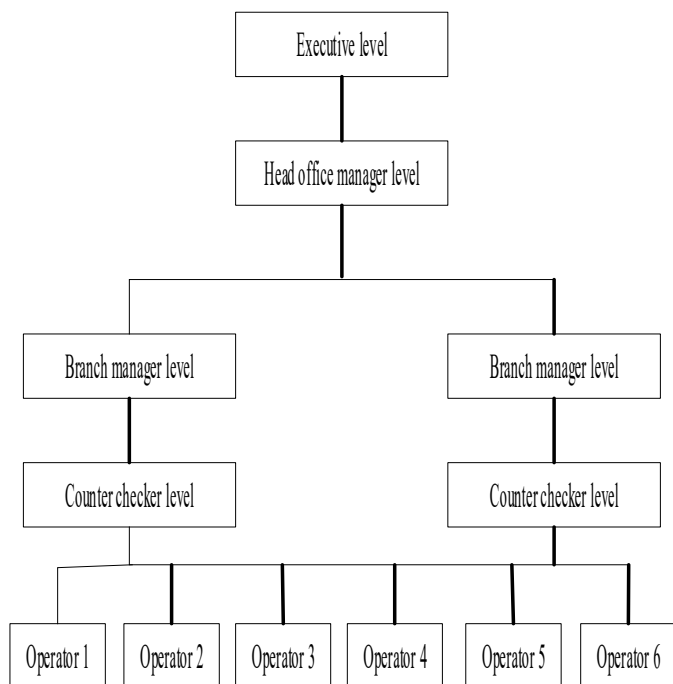 Executive level
Head office manager level
Branch manager level
Branch manager level
Counter checker level
Counter checker level
Operator 1
Operator 2
Operator 3
Operator 4
Operator 5
Operator 6